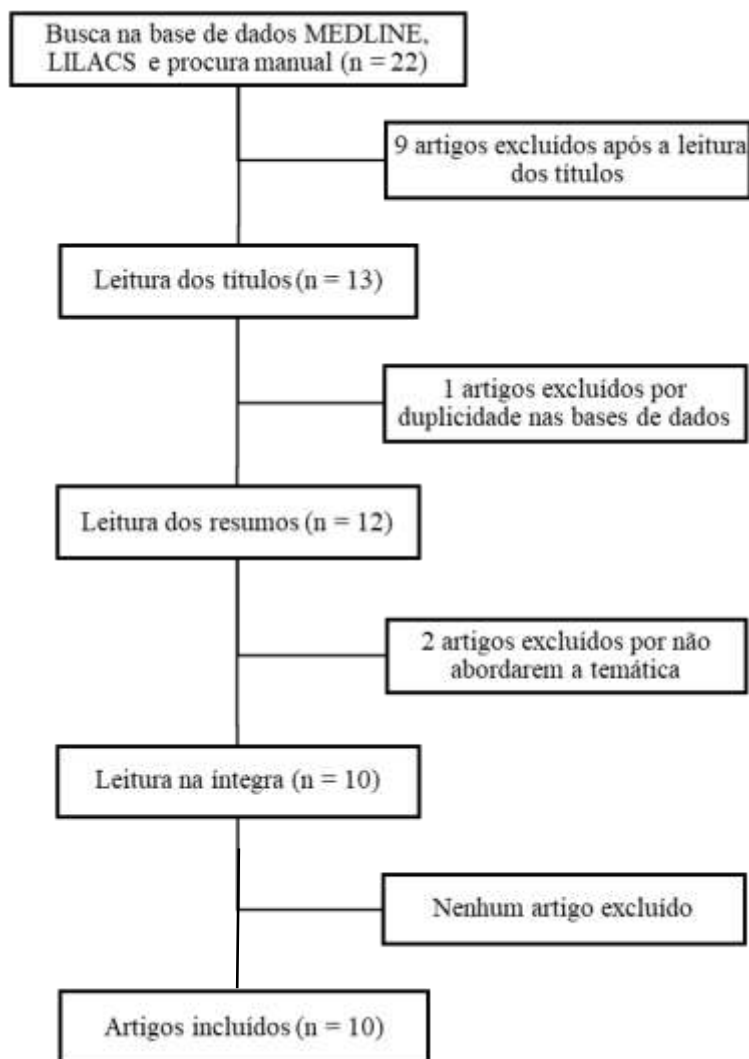 Busca na base de dados MEDLINE,
LILACS e procura manual (n = 22)
9 artigos excluídos após a leitura
dos títulos
Leitura dos títulos (n = 13)
1 artigos excluídos por
duplicidade nas bases de dados
Leitura dos resumos (n = 12)
2 artigos excluídos por não
abordarem a temática
Leitura na íntegra (n = 10)
Nenhum artigo excluído
Artigos incluídos (n = 10)